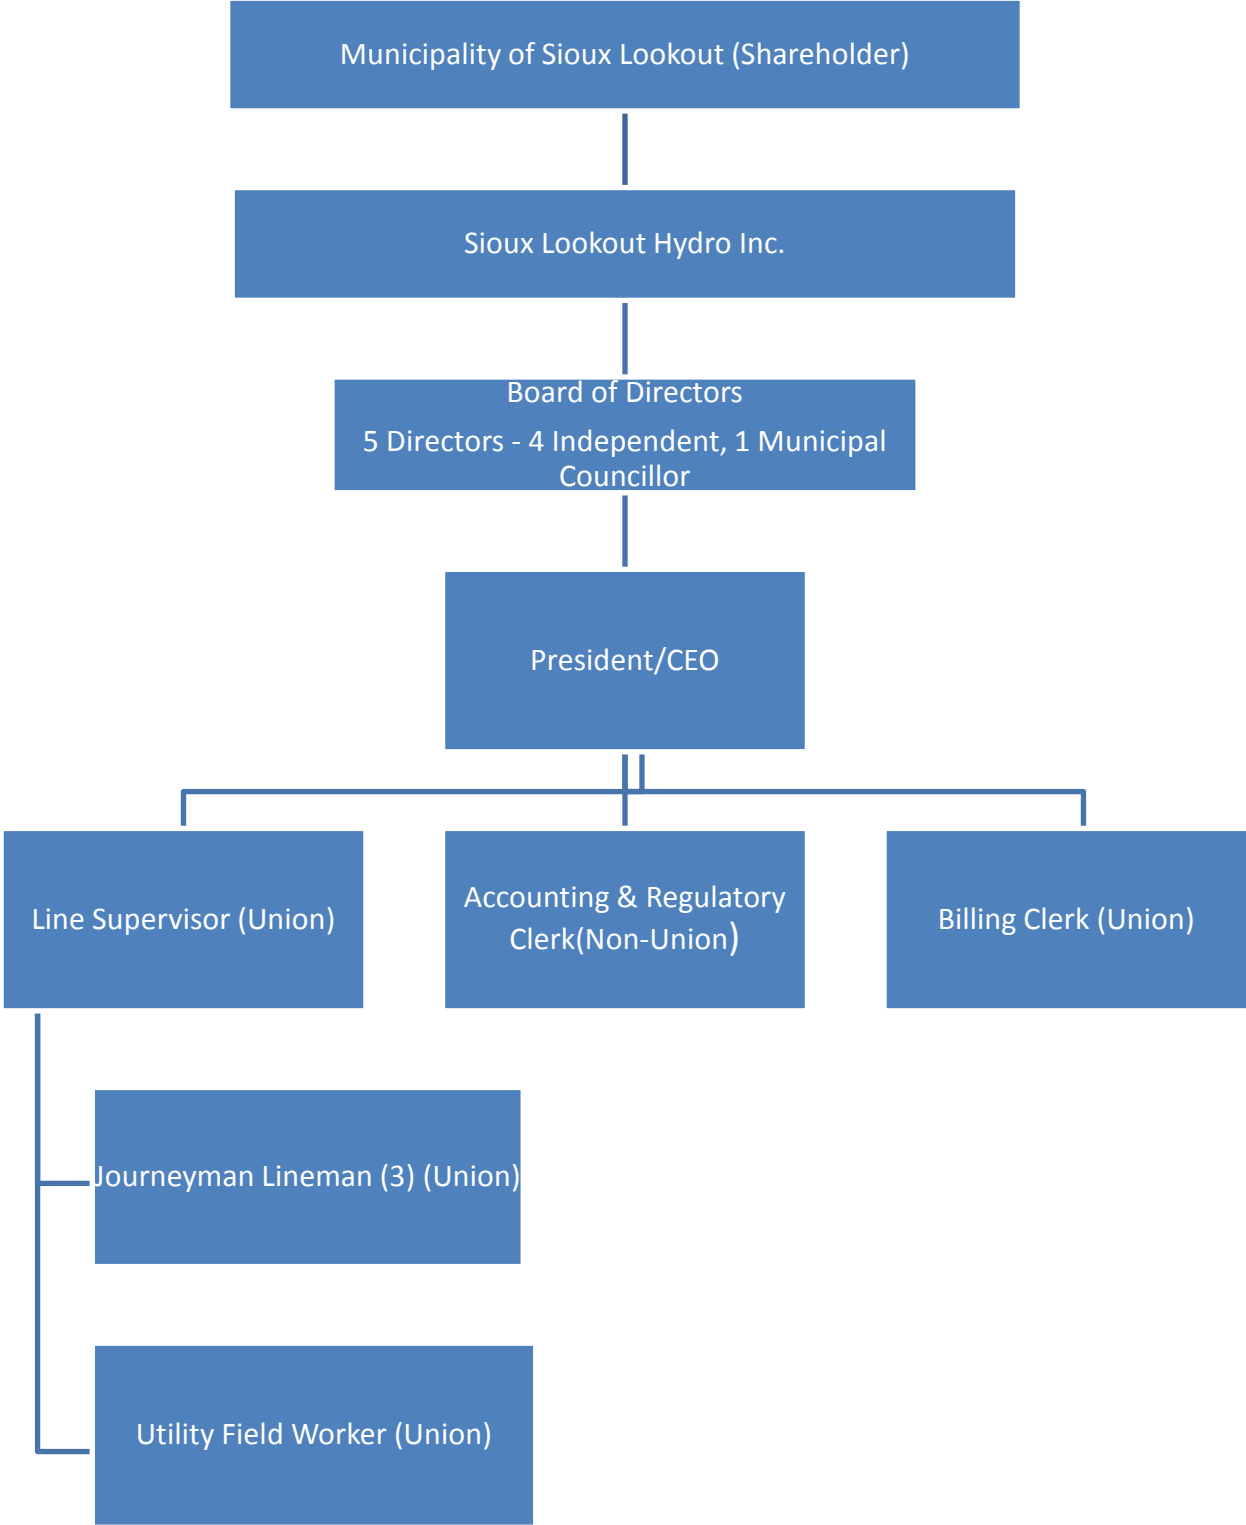 Municipality of Sioux Lookout (Shareholder)
Sioux Lookout Hydro Inc.
Board of Directors
5 Directors - 4 Independent, 1 Municipal
Councillor
President/CEO
Line Supervisor (Union)
Accounting & Regulatory
Clerk(Non-Union)
Billing Clerk (Union)
Journeyman Lineman (3) (Union)
Utility Field Worker (Union)